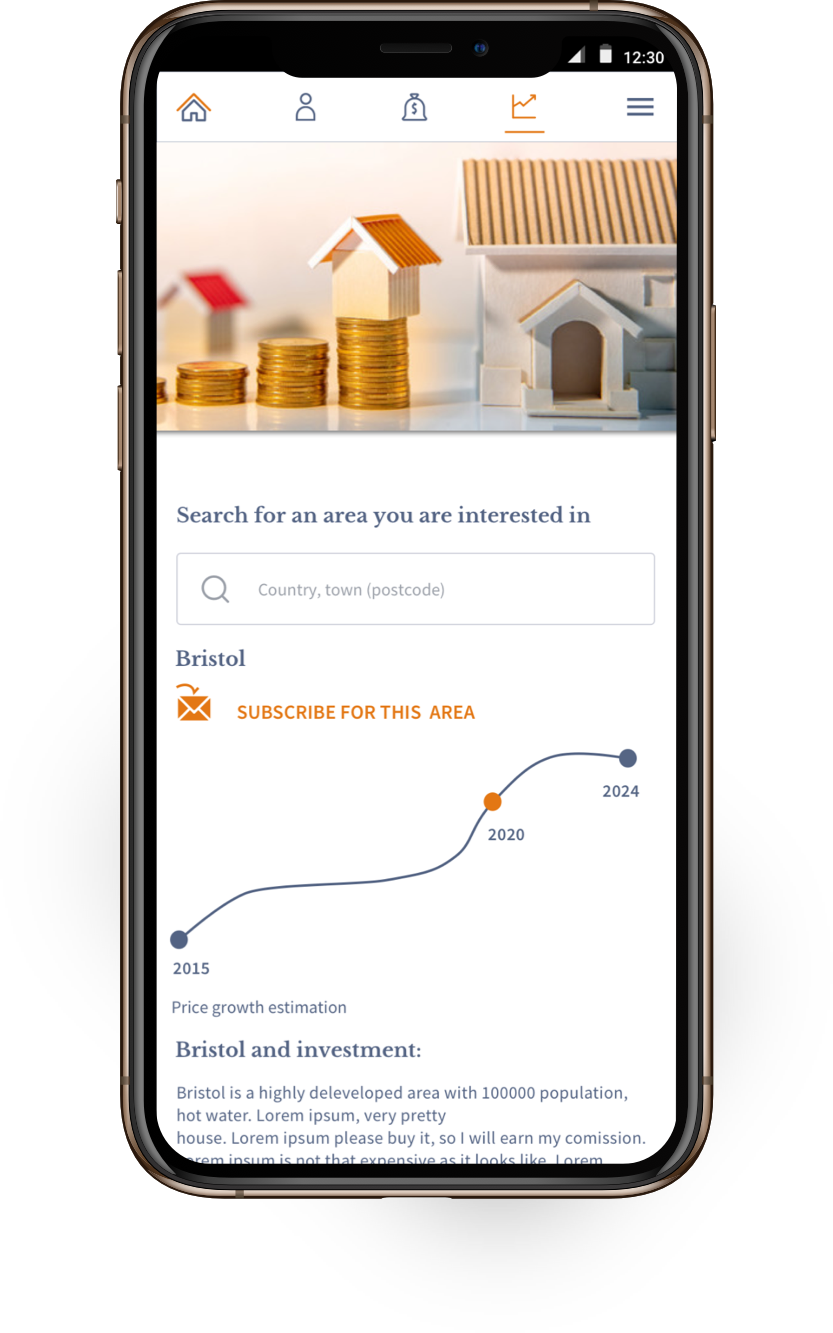 12:30
Search for an area you are interested in
Country, town (postcode)
Bristol
SUBSCRIBE FOR THIS AREA
2024
2020
2015
Price growth estimation
Bristol and investment:
Bristol is a highly deleveloped area with 100000 population,
hot water. Lorem ipsum, very pretty
house. Lorem ipsum please buy it, so I will earn my comission.
Lorem ipsum is not that expensive as it looks like. Lorem